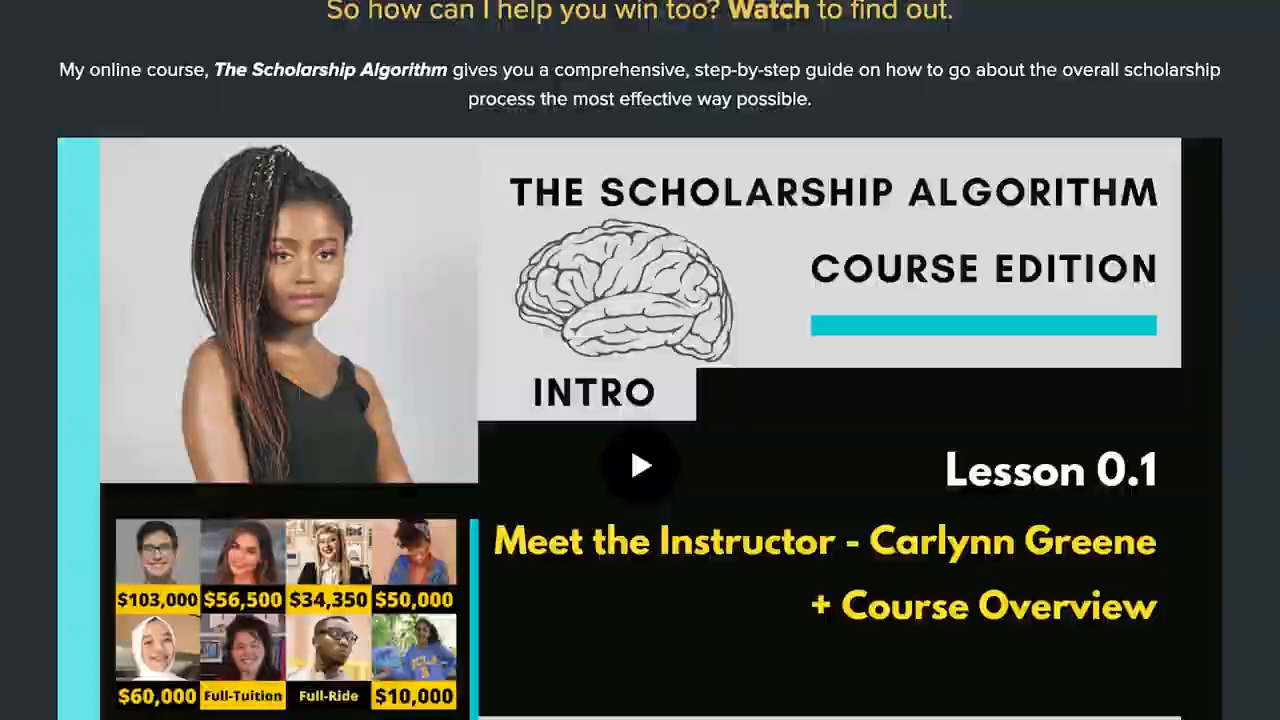 So how can I help you win too? Watch to find out.
My online course, The Scholarship Algorithm gives you a comprehensive, step-by-step guide on how to go about the overall scholarship
process the most effective way possible.
THE SCHOLARSHIP ALGORITHM
COURSE EDITION
INTRO
Lesson 0.1
Meet the Instructor - Carlynn Greene
+ Course Overview
$103,000 $56,500 $34,350 $50,000
UCLA
$60,000 Full-Tuition Full-Ride $10,000